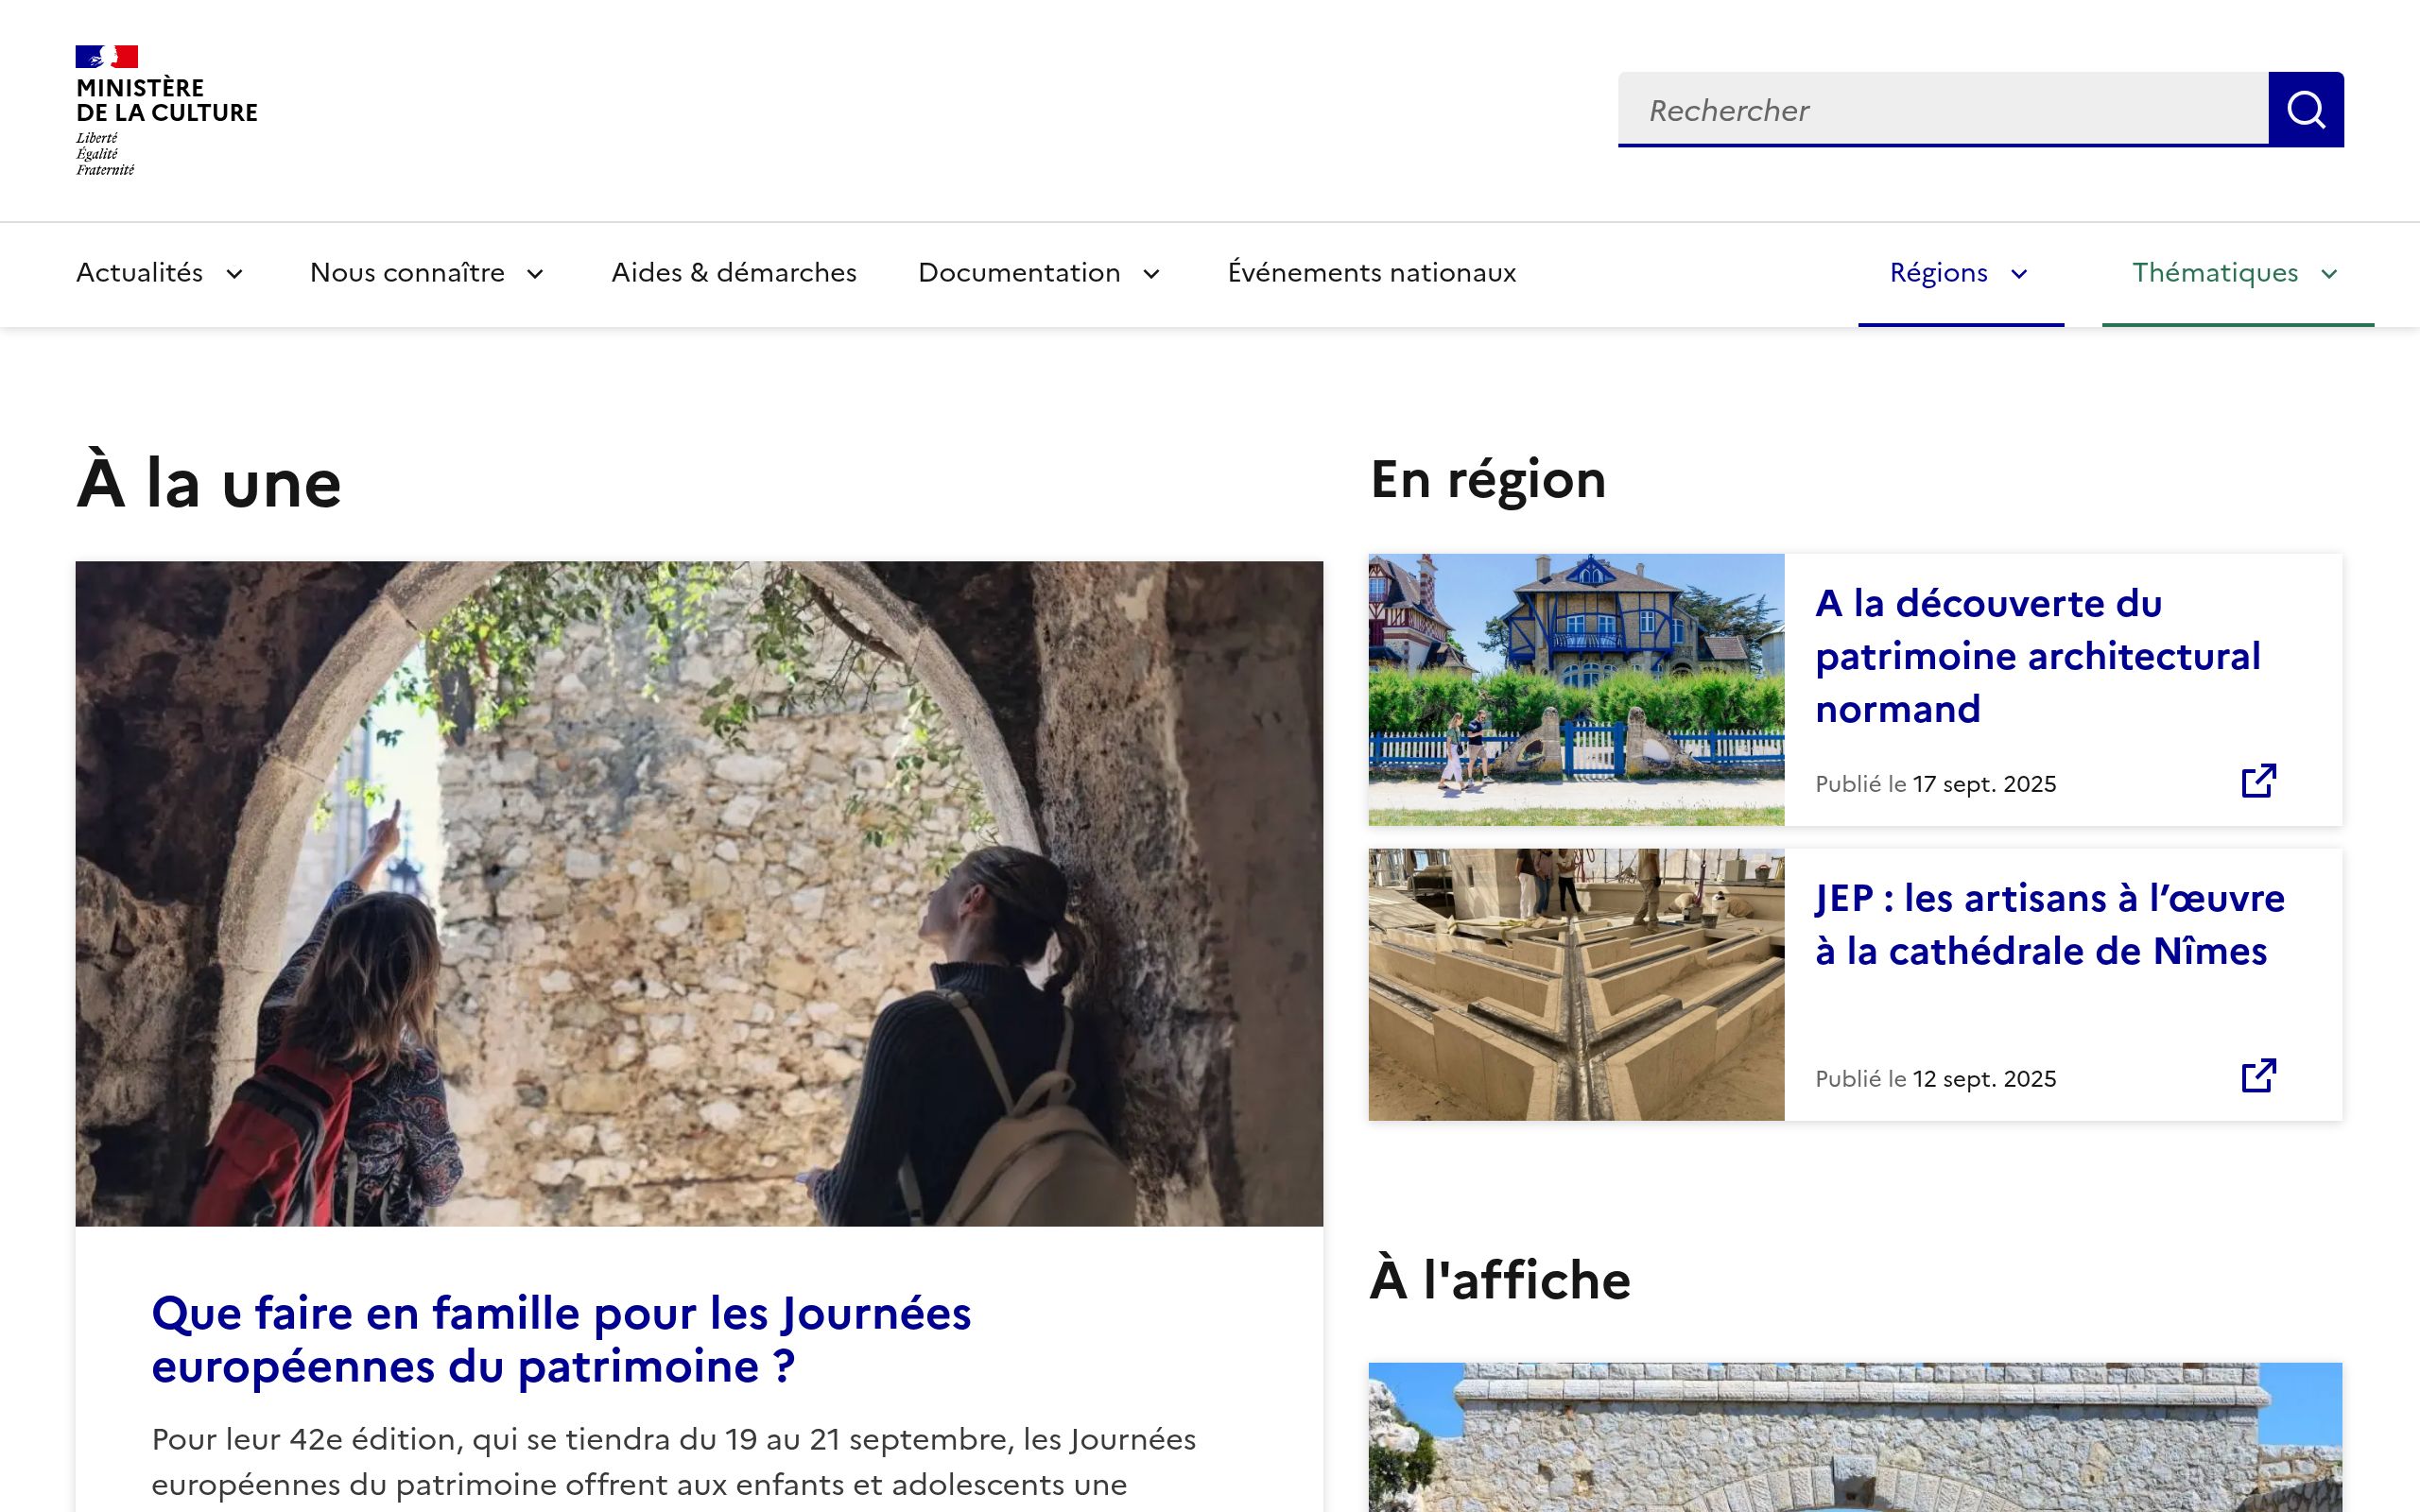 MINISTÈRE
DE LA CULTURE
Liberté
Égalité
Fraternité
Rechercher
Actualités
Nous connaître
Aides & démarches
Documentation
Événements nationaux
Régions
Thématiques
À la une
Que faire en famille pour les Journées
européennes du patrimoine ?
Pour leur 42e édition, qui se tiendra du 19 au 21 septembre, les Journées
européennes du patrimoine offrent aux enfants et adolescents une
En région
A la découverte du
patrimoine architectural
normand
Publié le 17 sept. 2025
JEP : les artisans à l’œuvre
à la cathédrale de Nîmes
Publié le 12 sept. 2025
À l'affiche